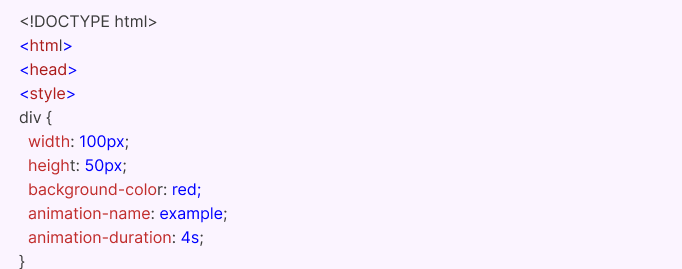 <!DOCTYPE html>
<html>
<head>
<style>
div {
  width: 100px;
  height: 50px;
  background-color: red;
  animation-name: example;
  animation-duration: 4s;
}